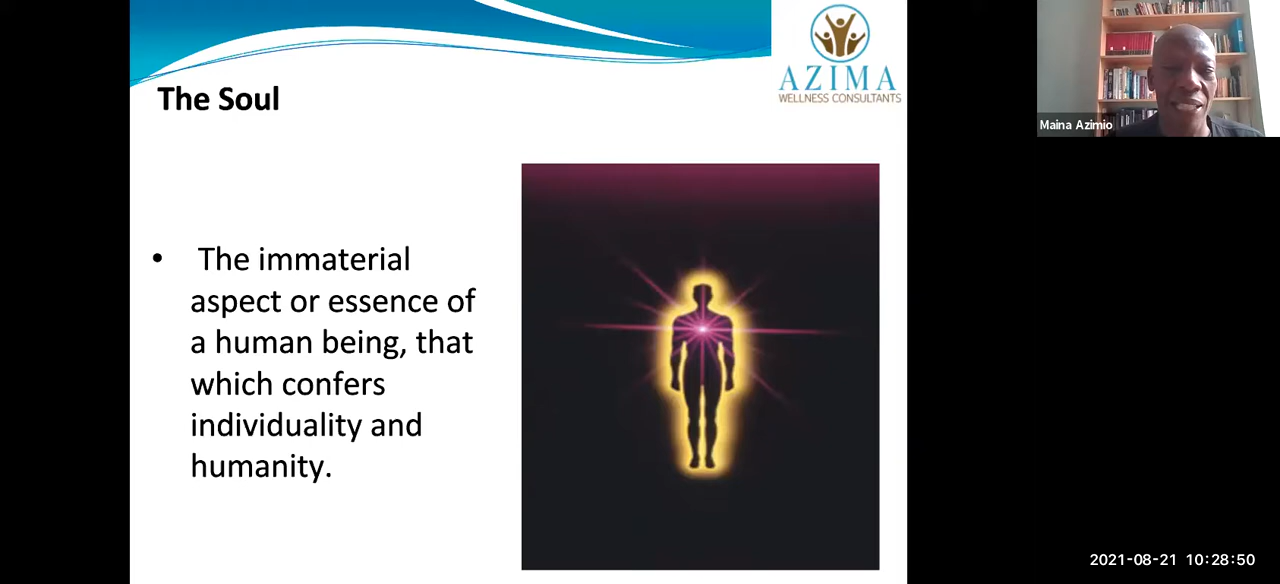 AZIMA
WELLNESS CONSULTANTS
The Soul
Maina Azimio
• The immaterial
aspect or essence of
a human being, that
which confers
individuality and
humanity.
2021-08-21 10:28:50